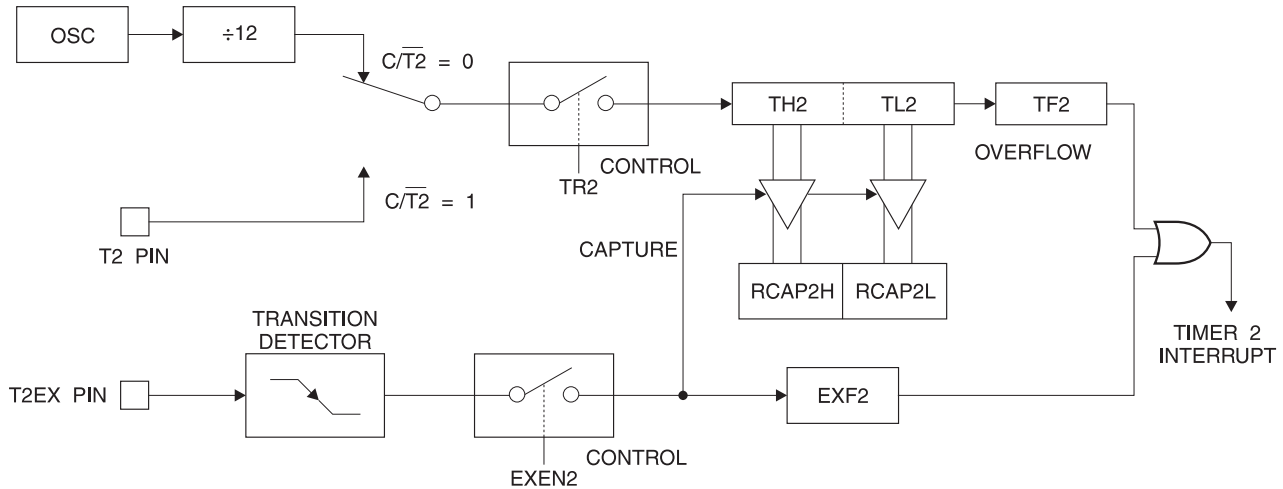 OSC
÷12
C/T2̅ = 0
TH2
TL2
TF2
OVERFLOW
CONTROL
TR2
C/T2̅ = 1
T2 PIN
CAPTURE
RCAP2H
RCAP2L
TRANSITION
DETECTOR
TIMER 2
INTERRUPT
T2EX PIN
EXF2
CONTROL
EXEN2